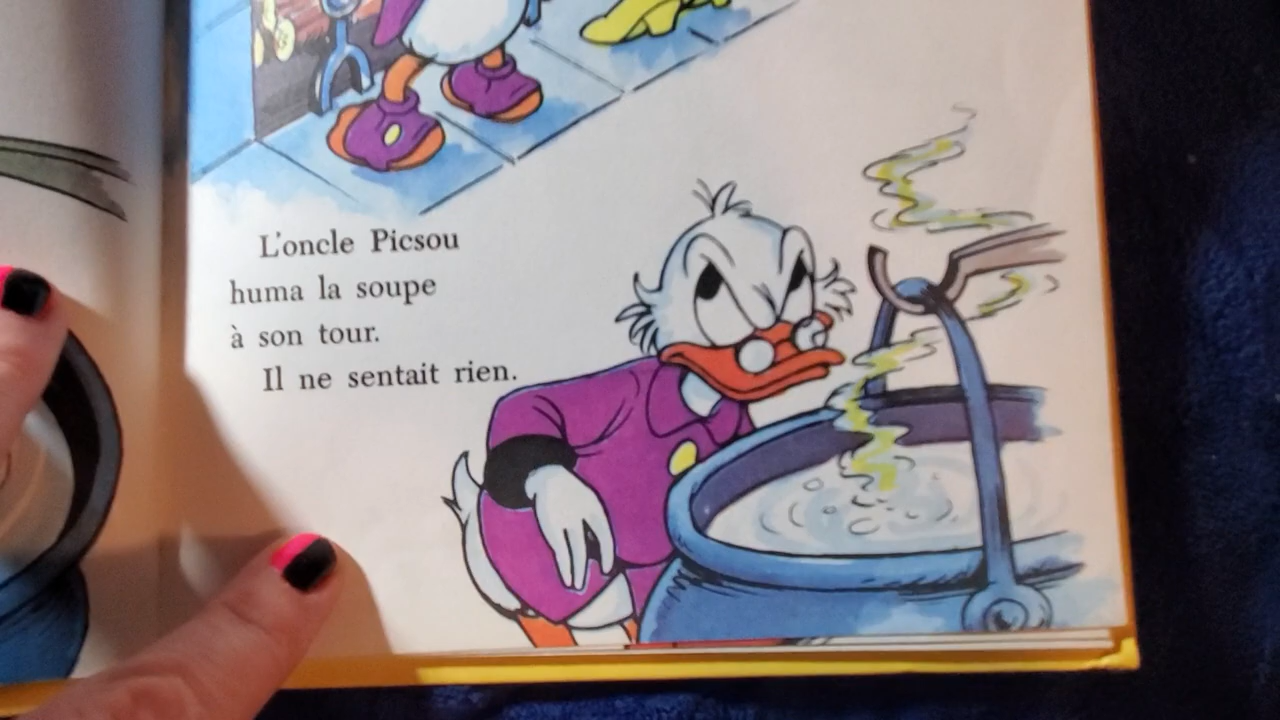 L'oncle Picsou
huma la soupe
à son tour.
Il ne sentait rien.